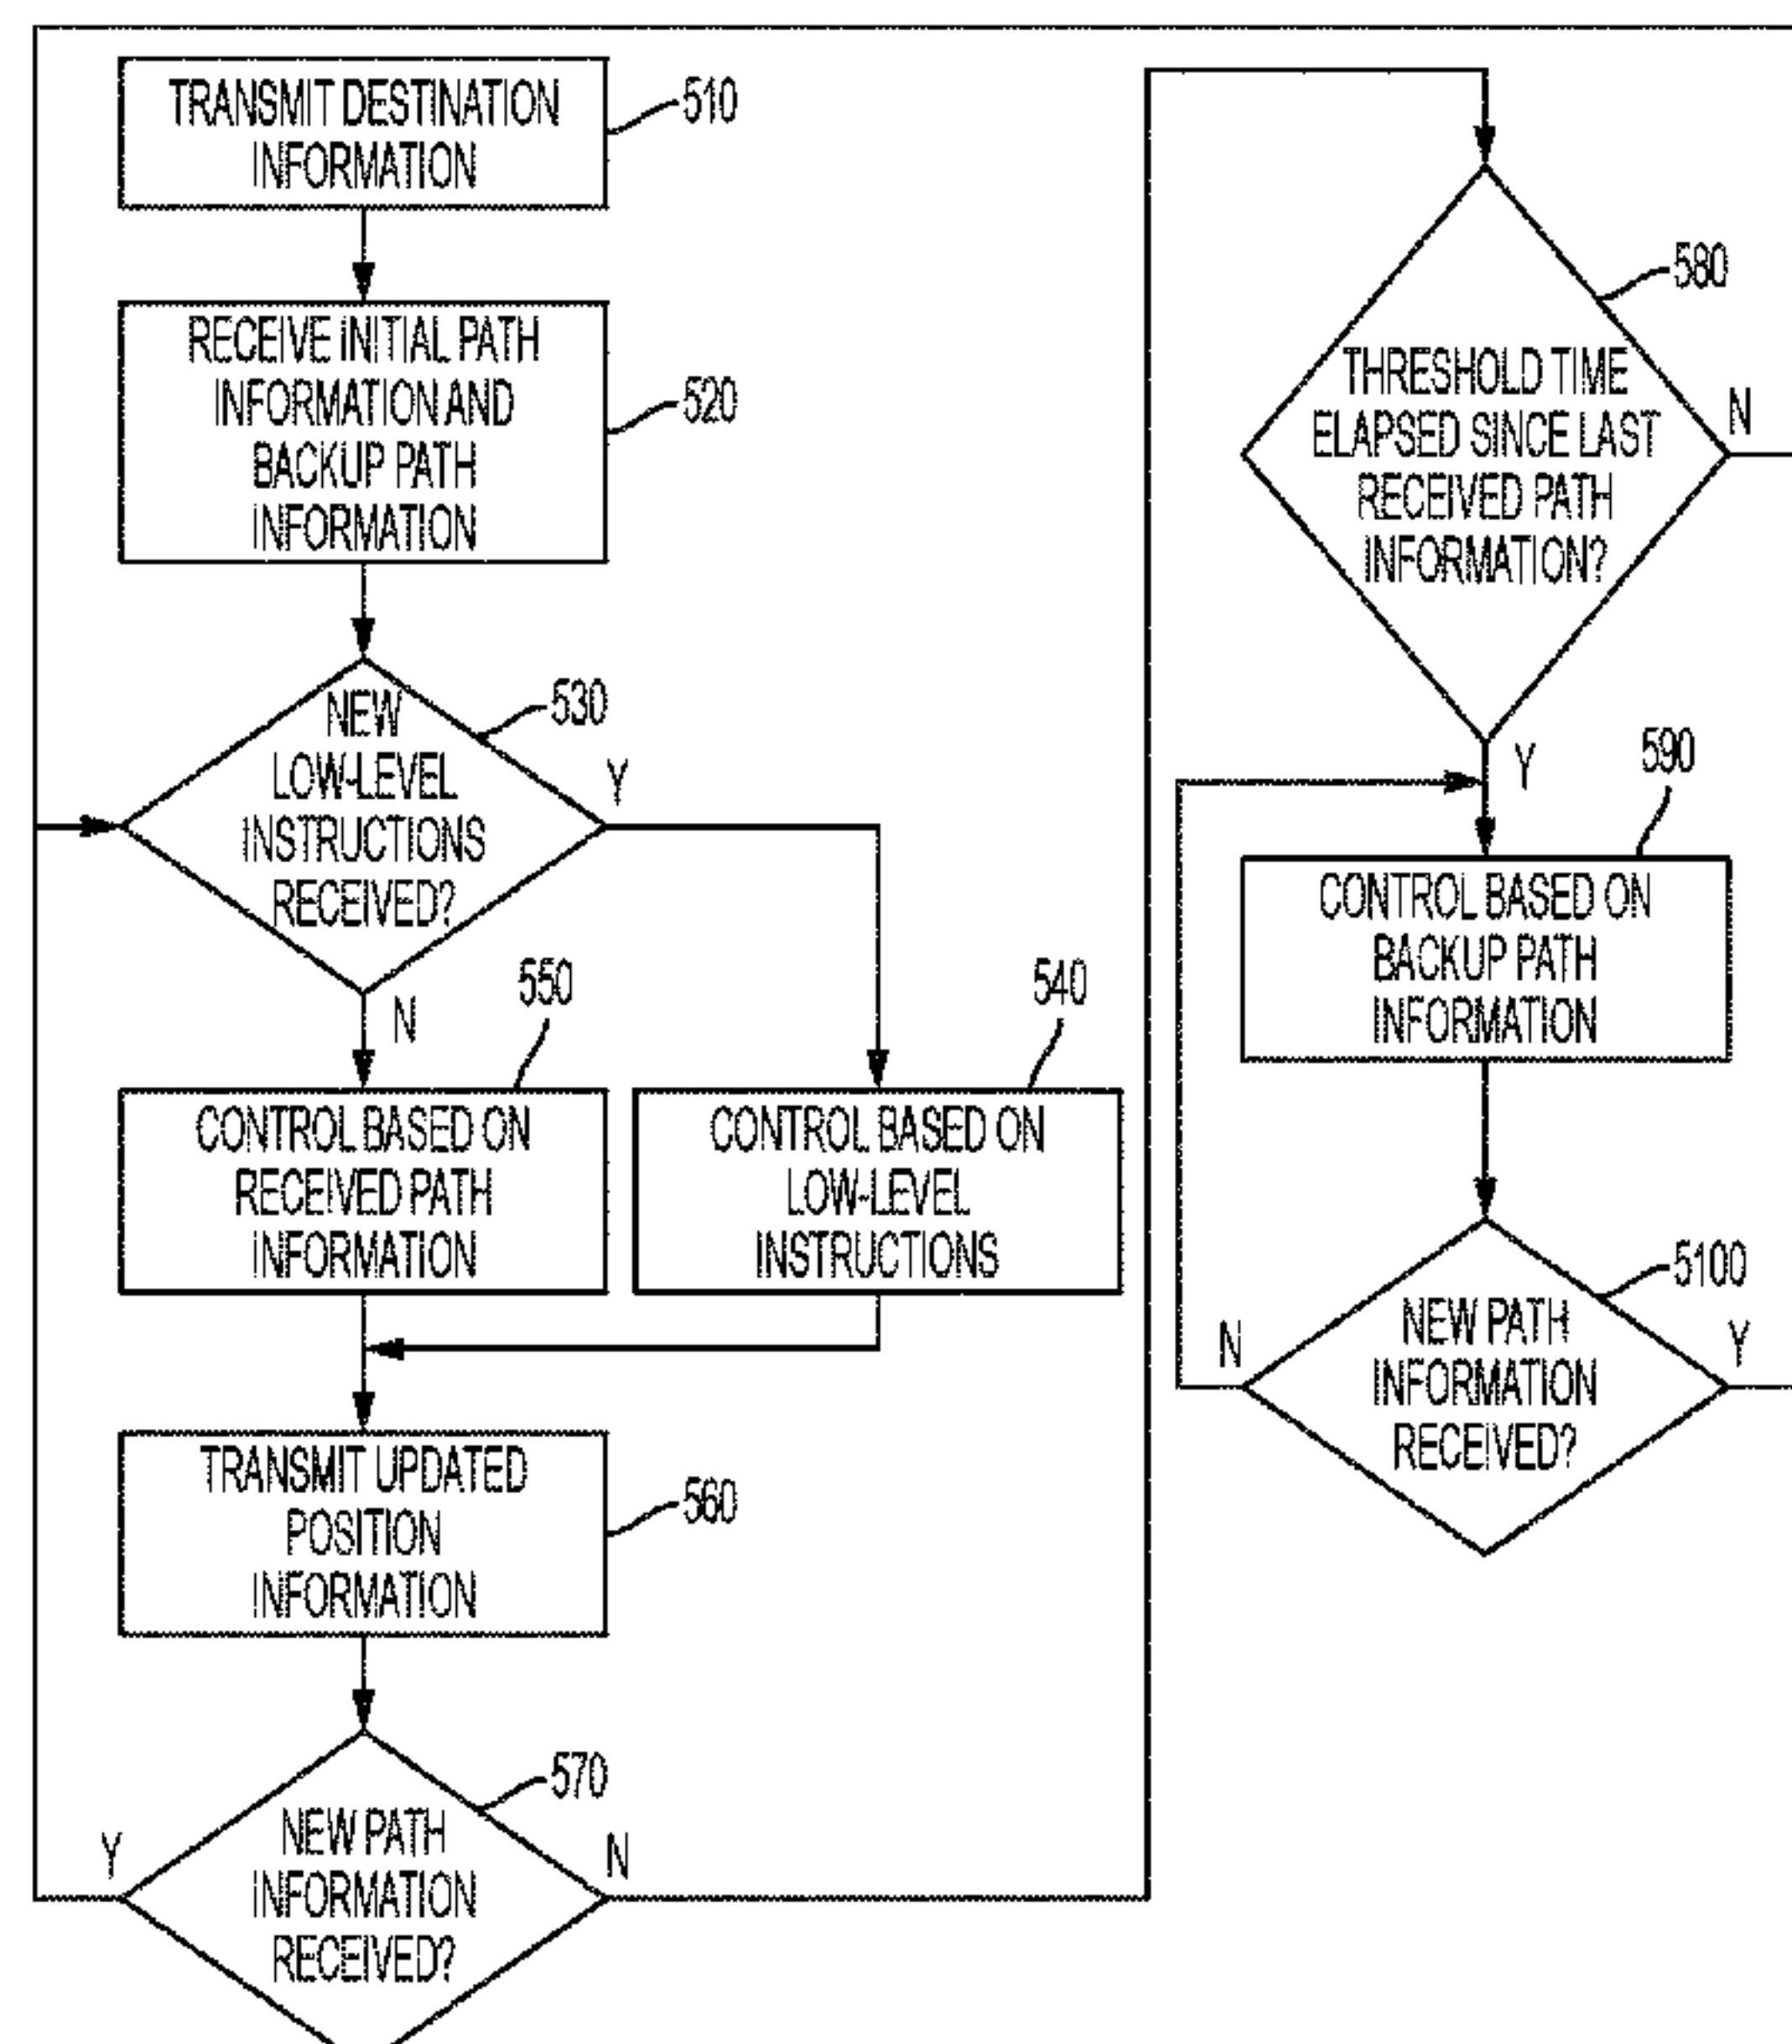 TRANSMIT DESTINATION
INFORMATION
510
RECEIVE INITIAL PATH
INFORMATION AND
BACKUP PATH
INFORMATION
520
NEW
LOW-LEVEL
INSTRUCTIONS
RECEIVED?
530
Y
N
550
CONTROL BASED ON
RECEIVED PATH
INFORMATION
540
CONTROL BASED ON
LOW-LEVEL
INSTRUCTIONS
TRANSMIT UPDATED
POSITION
INFORMATION
560
570
Y
NEW PATH
INFORMATION
RECEIVED?
N
580
THRESHOLD TIME
ELAPSED SINCE LAST
RECEIVED PATH
INFORMATION?
N
Y
590
CONTROL BASED ON
BACKUP PATH
INFORMATION
5100
N
NEW PATH
INFORMATION
RECEIVED?
Y